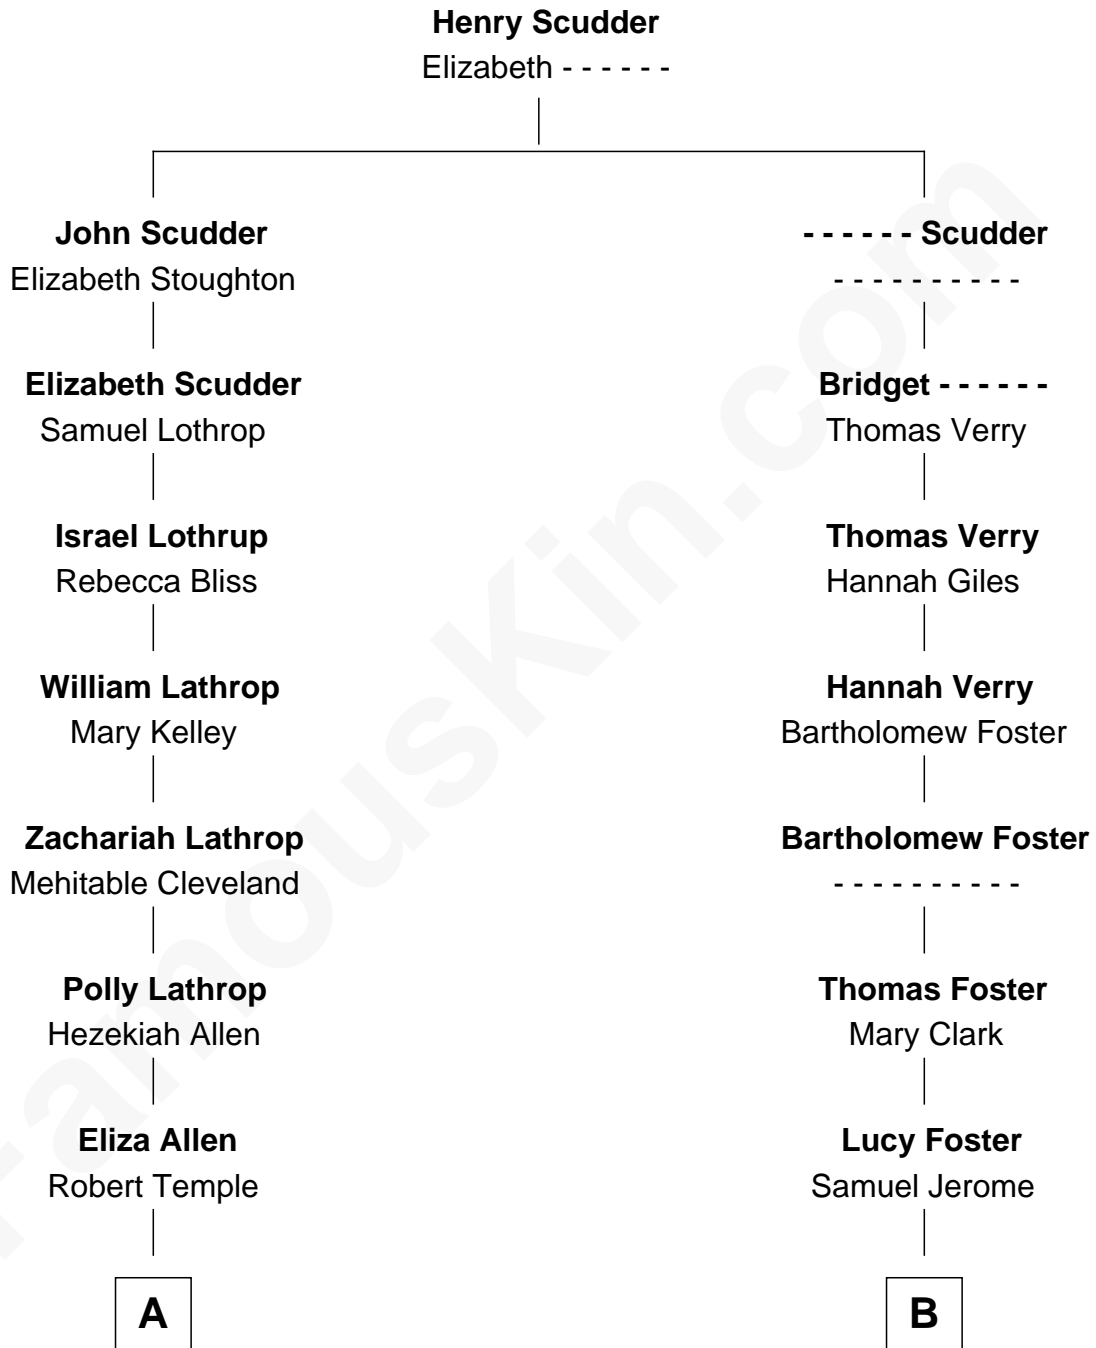 Henry Scudder
Elizabeth - - - - - -
John Scudder
Elizabeth Stoughton
Elizabeth Scudder
Samuel Lothrop
Israel Lothrup
Rebecca Bliss
William Lathrop
Mary Kelley
Zachariah Lathrop
Mehitable Cleveland
Polly Lathrop
Hezekiah Allen
Eliza Allen
Robert Temple
A
- - - - - - Scudder
- - - - - - - - - -
Bridget - - - - - -
Thomas Verry
Thomas Verry
Hannah Giles
Hannah Verry
Bartholomew Foster
Bartholomew Foster
- - - - - - - - - -
Thomas Foster
Mary Clark
Lucy Foster
Samuel Jerome
B
FamousKin.com